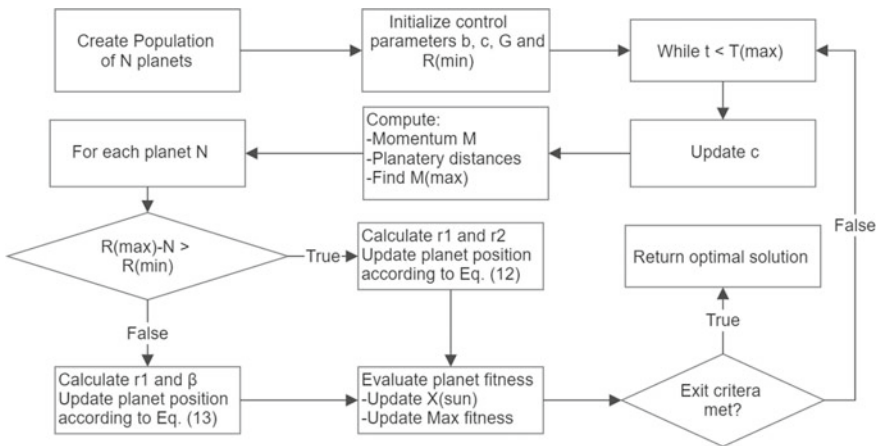 Create Population
of N planets
Initialize control
parameters b, c, G and
R(min)
While t < T(max)
Update c
Compute:
-Momentum M
-Planatery distances
-Find M(max)
For each planet N
R(max)-N >
R(min)
True
Calculate r1 and r2
Update planet position
according to Eq. (12)
False
Calculate r1 and β
Update planet position
according to Eq. (13)
Evaluate planet fitness
-Update X(sun)
-Update Max fitness
Exit critera
met?
True
Return optimal solution
False